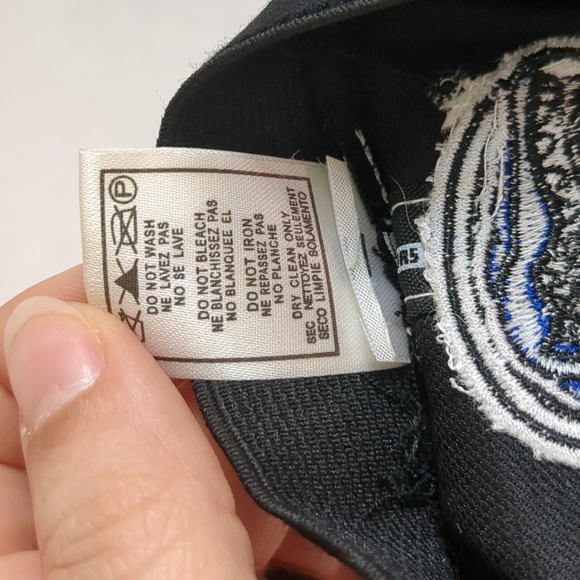 P
DO NOT WASH
NE LAVEZ PAS
NO SE LAVE
DO NOT BLEACH
NE BLANCHISSEZ PAS
NO BLANQUEE EL
DO NOT IRON
NE REPASSEZ PAS
NO PLANCHE
DRY CLEAN ONLY
SEC NETTOYEZ SEULEMENT
SECO LIMPIE SOLAMENTO
RS